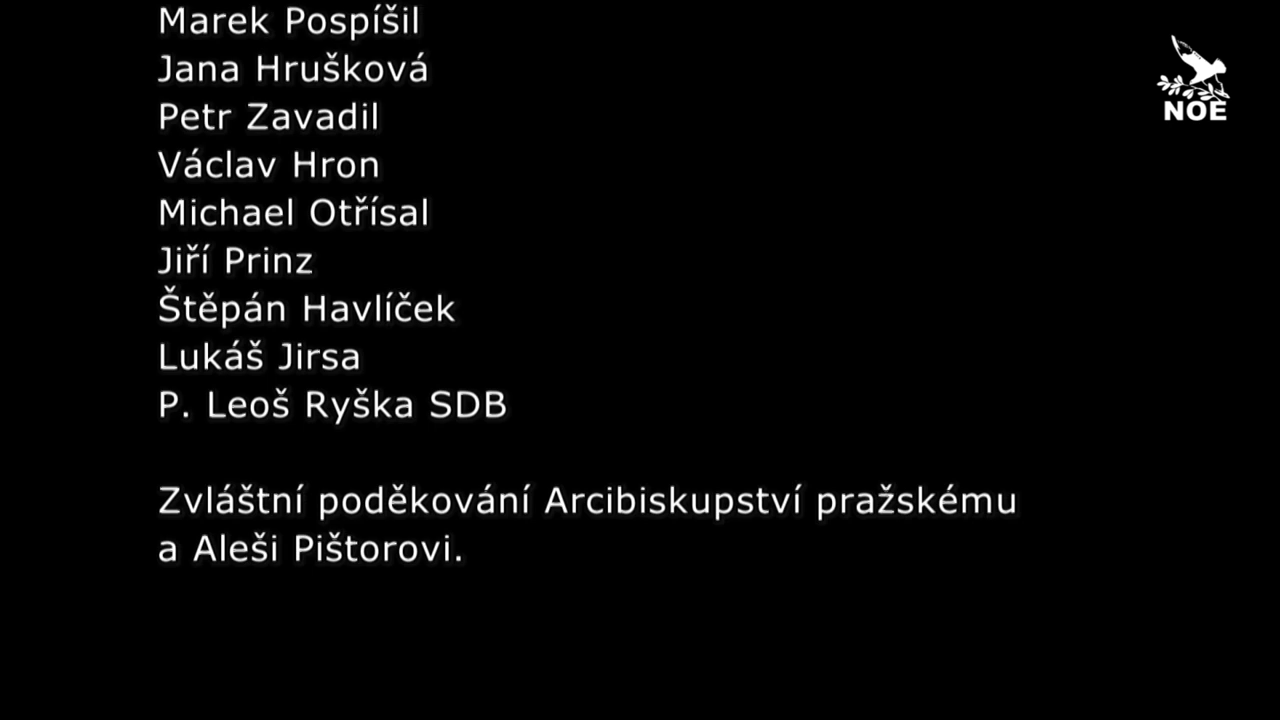 Marek Pospíšil
Jana Hrušková
Petr Zavadil
Václav Hron
Michael Otřísal
Jiří Prinz
Štěpán Havlíček
Lukáš Jirsa
P. Leoš Ryška SDB
Zvláštní poděkování Arcibiskupství pražskému
a Aleši Pištorovi.
NOE